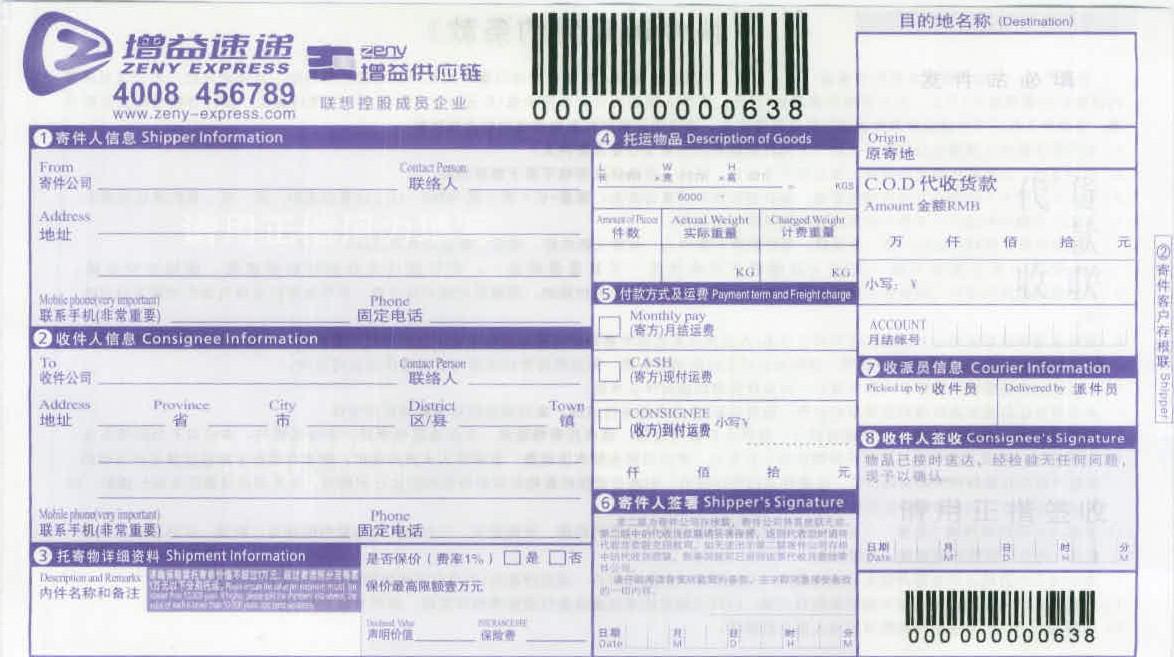 增益速递
ZENY EXPRESS
4008 456789
www.zeny-express.com
zeny
增益供应链
联想控股成员企业
000 000000638
目的地名称 (Destination)
1 寄件人信息 Shipper Information
From
寄件公司
Contact Person
联络人
Address
地址
Mobile phone(very important)
联系手机(非常重要)
Phone
固定电话
2 收件人信息 Consignee Information
To
收件公司
Contact Person
联络人
Address
地址
Province
省
City
市
District
区/县
Town
镇
Mobile phone(very important)
联系手机(非常重要)
Phone
固定电话
3 托寄物详细资料 Shipment Information
Description and Remarks
内件名称和备注
是否保价 ( 费率1% ) 是 否
保价最高限额壹万元
Declared Value
声明价值
INSURANCE FEE
保险费
4 托运物品 Description of Goods
L
长
W
×宽
H
×高
6000
KGS
Amount of Pieces
件数
Actual Weight
实际重量
Charged Weight
计费重量
KG
KG
5 付款方式及运费 Payment term and Freight charge
Monthly pay
(寄方)月结运费
CASH
(寄方)现付运费
CONSIGNEE
(收方)到付运费 小写¥
仟 佰 拾 元
6 寄件人签署 Shipper's Signature
日期 月 日 时 分
Date M D H M
Origin
原寄地
C.O.D 代收货款
Amount 金额RMB
万 仟 佰 拾 元
小写: ¥
ACCOUNT
月结帐号
7 收派员信息 Courier Information
Picked up by 收件员
Delivered by 派件员
8 收件人签收 Consignee's Signature
物品已按时送达，经检验无任何问题，
现予以确认
日期 月 日 时 分
Date M D H M
000 000000638
②寄件客户存根联 Shipper